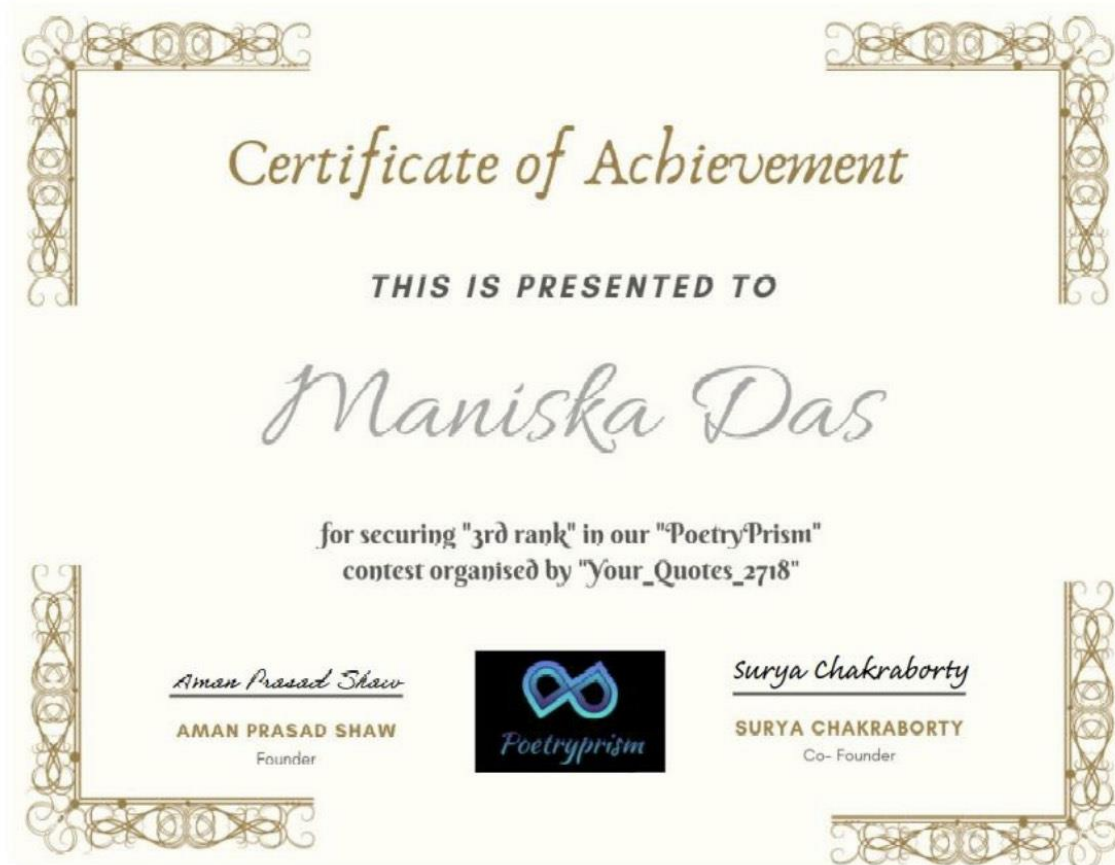 Certificate of Achievement
THIS IS PRESENTED TO
Maniska Das
for securing "3rd rank" in our "PoetryPrism"
contest organised by "Your_Quotes_2718"
Aman Prasad Shaw
AMAN PRASAD SHAW
Founder
Poetryprism
Surya Chakraborty
SURYA CHAKRABORTY
Co- Founder